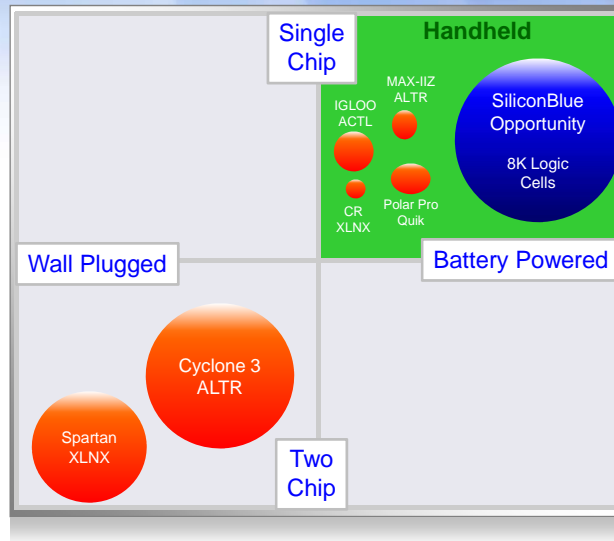 Single
Chip
Handheld
MAX-IIZ
ALTR
IGLOO
ACTL
SiliconBlue
Opportunity
8K Logic
Cells
CR
XLNX
Polar Pro
Quik
Wall Plugged
Battery Powered
Cyclone 3
ALTR
Spartan
XLNX
Two
Chip